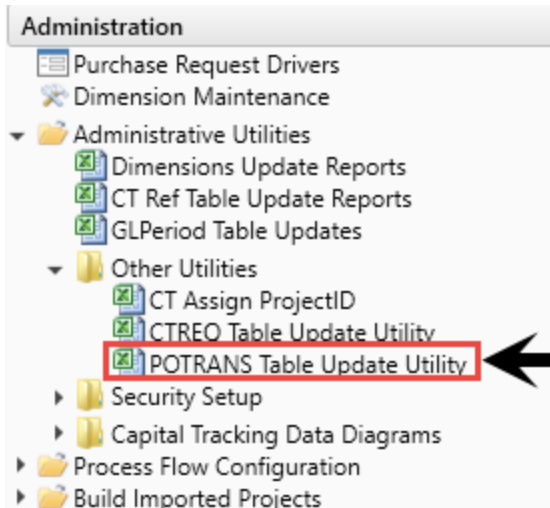 Administration
Purchase Request Drivers
Dimension Maintenance
Administrative Utilities
Dimensions Update Reports
CT Ref Table Update Reports
GLPeriod Table Updates
Other Utilities
CT Assign ProjectID
CTREQ Table Update Utility
POTRANS Table Update Utility
Security Setup
Capital Tracking Data Diagrams
Process Flow Configuration
Build Imported Projects